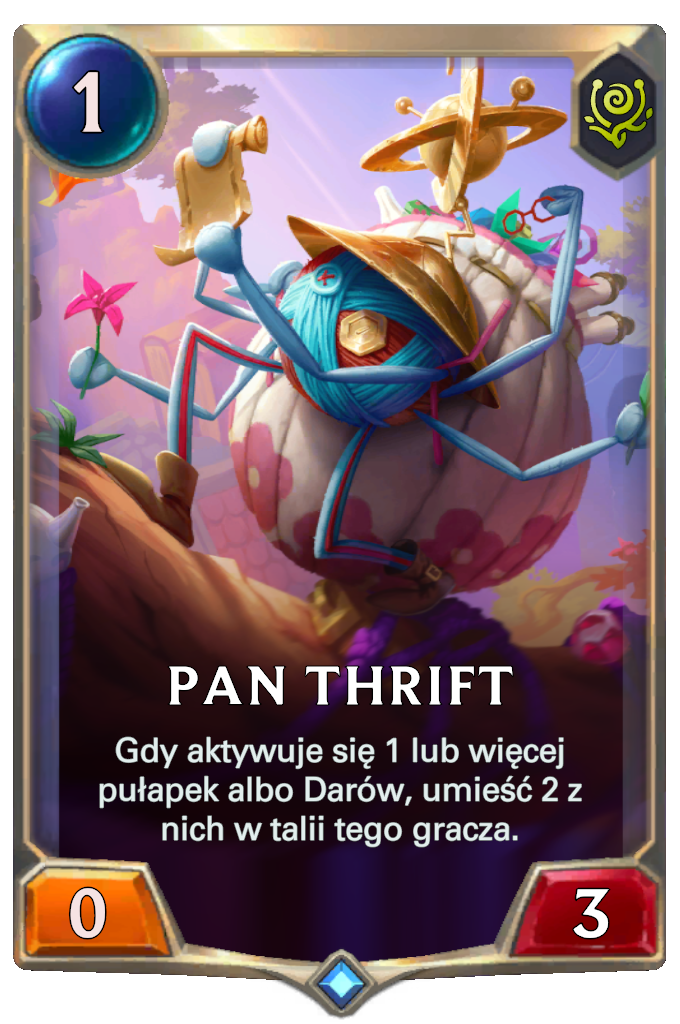 1
PAN THRIFT
Gdy aktywuje się 1 lub więcej
pułapek albo Darów, umieść 2 z
nich w talii tego gracza.
0
3